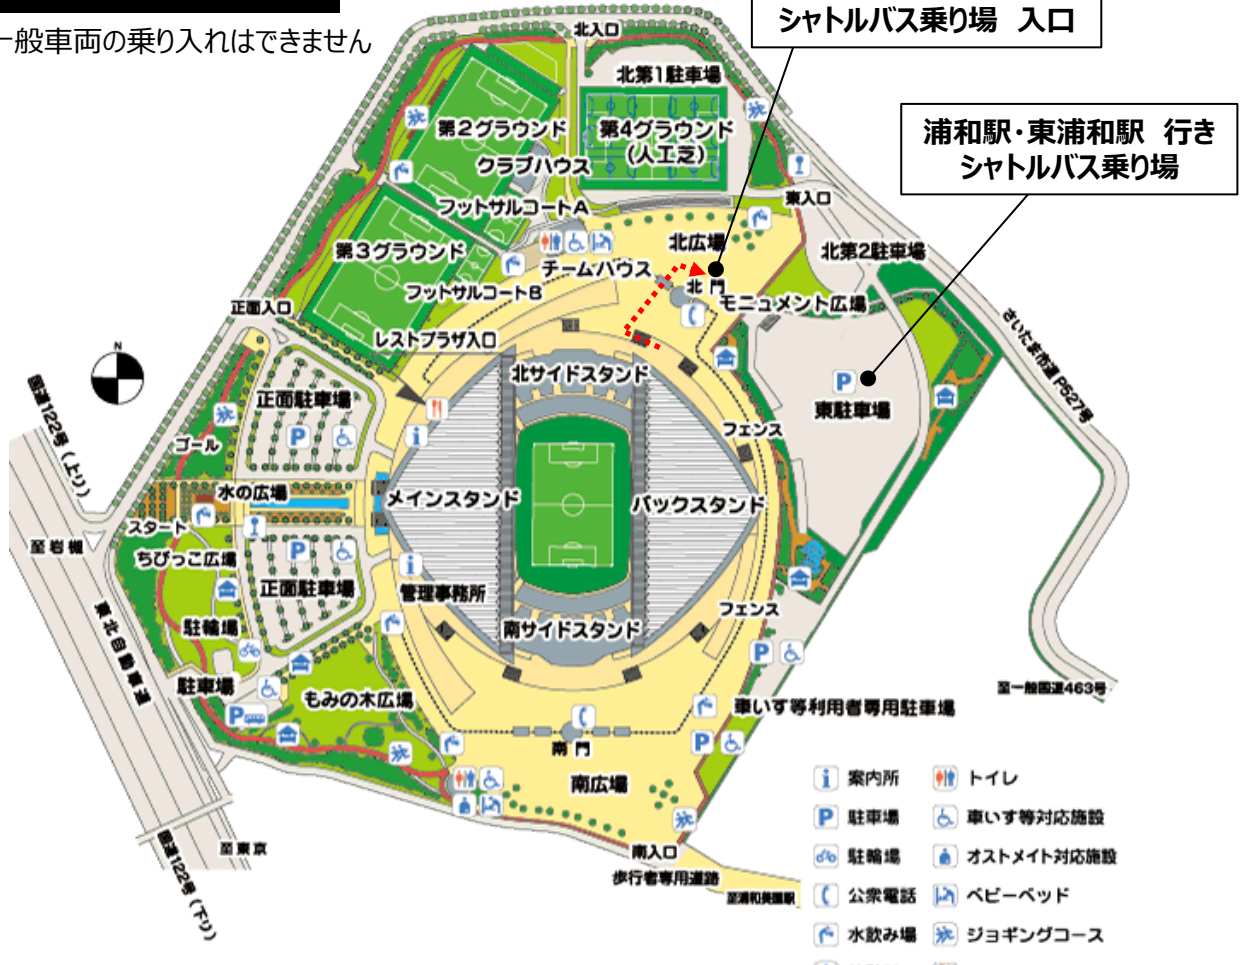 一般車両の乗り入れはできません
シャトルバス乗り場 入口
浦和駅・東浦和駅 行き
シャトルバス乗り場
北入口
北第1駐車場
第2グラウンド
第4グラウンド
(人工芝)
クラブハウス
フットサルコートA
東入口
第3グラウンド
北広場
北第2駐車場
チームハウス
北門
フットサルコートB
モニュメント広場
正面入口
レストプラザ入口
さいたま市道 P527号
N
北サイドスタンド
国道122号(上り)
正面駐車場
東駐車場
フェンス
ゴール
水の広場
メインスタンド
バックスタンド
スタート
至岩槻
ちびっこ広場
正面駐車場
管理事務所
フェンス
東北自動車道
駐輪場
南サイドスタンド
駐車場
もみの木広場
至一般国道463号
車いす等利用者専用駐車場
南門
南広場
南入口
至東京
歩行者専用道路
至浦和美園駅
国道122号(下り)
案内所
トイレ
駐車場
車いす等対応施設
駐輪場
オストメイト対応施設
公衆電話
ベビーベッド
水飲み場
ジョギングコース